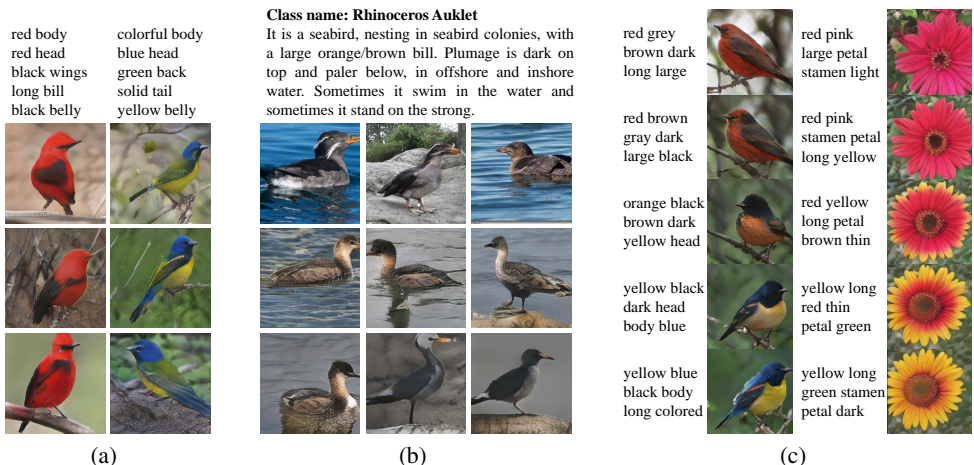 red body
red head
black wings
long bill
black belly
colorful body
blue head
green back
solid tail
yellow belly
(a)
Class name: Rhinoceros Auklet
It is a seabird, nesting in seabird colonies, with
a large orange/brown bill. Plumage is dark on
top and paler below, in offshore and inshore
water. Sometimes it swim in the water and
sometimes it stand on the strong.
(b)
red grey
brown dark
long large
red brown
gray dark
large black
orange black
brown dark
yellow head
yellow black
dark head
body blue
yellow blue
black body
long colored
red pink
large petal
stamen light
red pink
stamen petal
long yellow
red yellow
long petal
brown thin
yellow long
red thin
petal green
yellow long
green stamen
petal dark
(c)